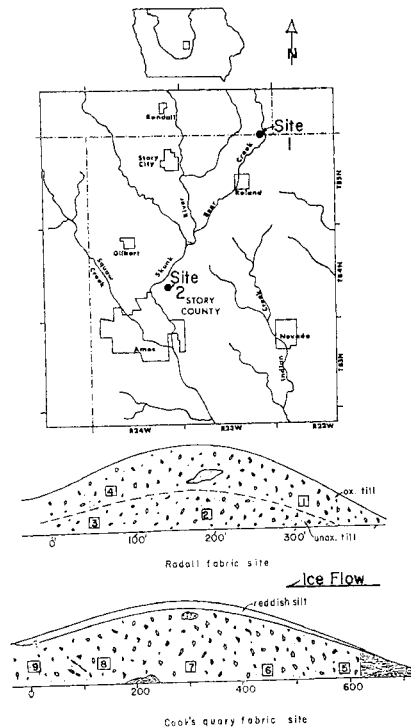 N
Randall
Site
1
Story
City
Creek
Bear
Roland
River
T85N
Gilbert
Squaw
Creek
Skunk
Site
2
STORY
COUNTY
T84N
Creek
Indian
Nevada
Ames
T83N
R24W
R23W
R22W
4
1
ox. till
3
2
unox. till
0'
100'
200'
300'
Radall fabric site
Ice Flow
reddish silt
9
8
7
6
5
0
200
400
600
Cook's quary fabric site